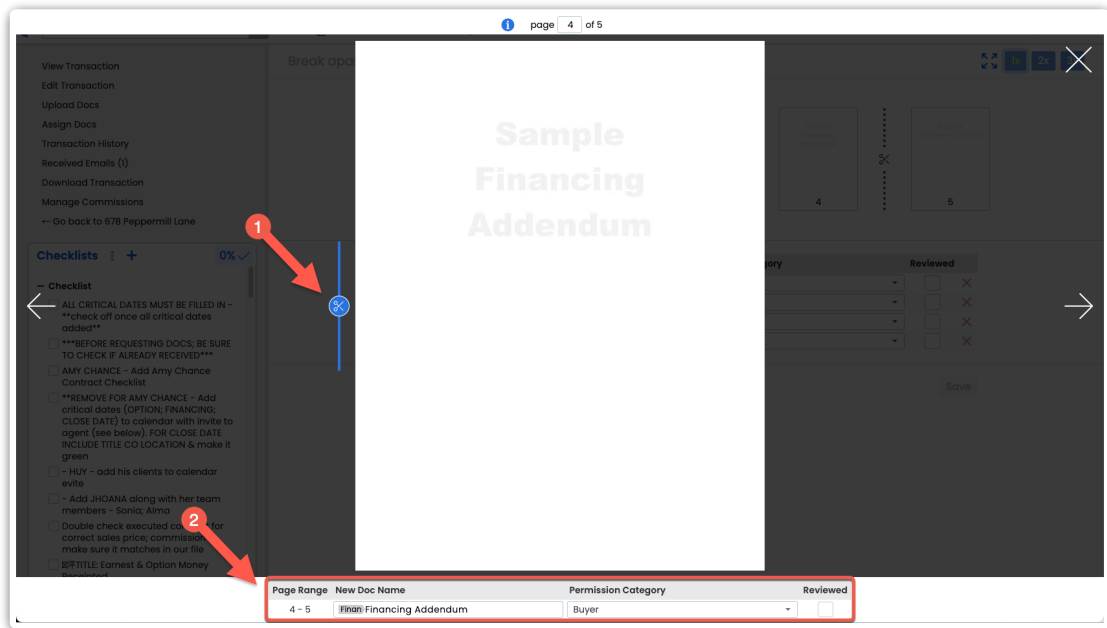 page 4 of 5
Break apa
1x 2x
View Transaction
Edit Transaction
Upload Docs
Assign Docs
Transaction History
Received Emails (1)
Download Transaction
Manage Commissions
← Go back to 678 Peppermill Lane
Sample
Financing
Addendum
4 5
1
Checklists 0%
gory Reviewed
– Checklist
ALL CRITICAL DATES MUST BE FILLED IN -
**check off once all critical dates
added**
***BEFORE REQUESTING DOCS; BE SURE
TO CHECK IF ALREADY RECEIVED***
AMY CHANCE - Add Amy Chance
Contract Checklist
**REMOVE FOR AMY CHANCE - Add
critical dates (OPTION; FINANCING;
CLOSE DATE) to calendar with invite to
agent (see below). FOR CLOSE DATE
INCLUDE TITLE CO LOCATION & make it
green
- HUY - add his clients to calendar
evite
- Add JHOANA along with her team
members - Sonia; Alma
Double check executed co for
correct sales price; commission
make sure it matches in our file
TITLE: Earnest & Option Money
Receipted
Save
2
Page Range New Doc Name Permission Category Reviewed
4 - 5 Finan Financing Addendum Buyer